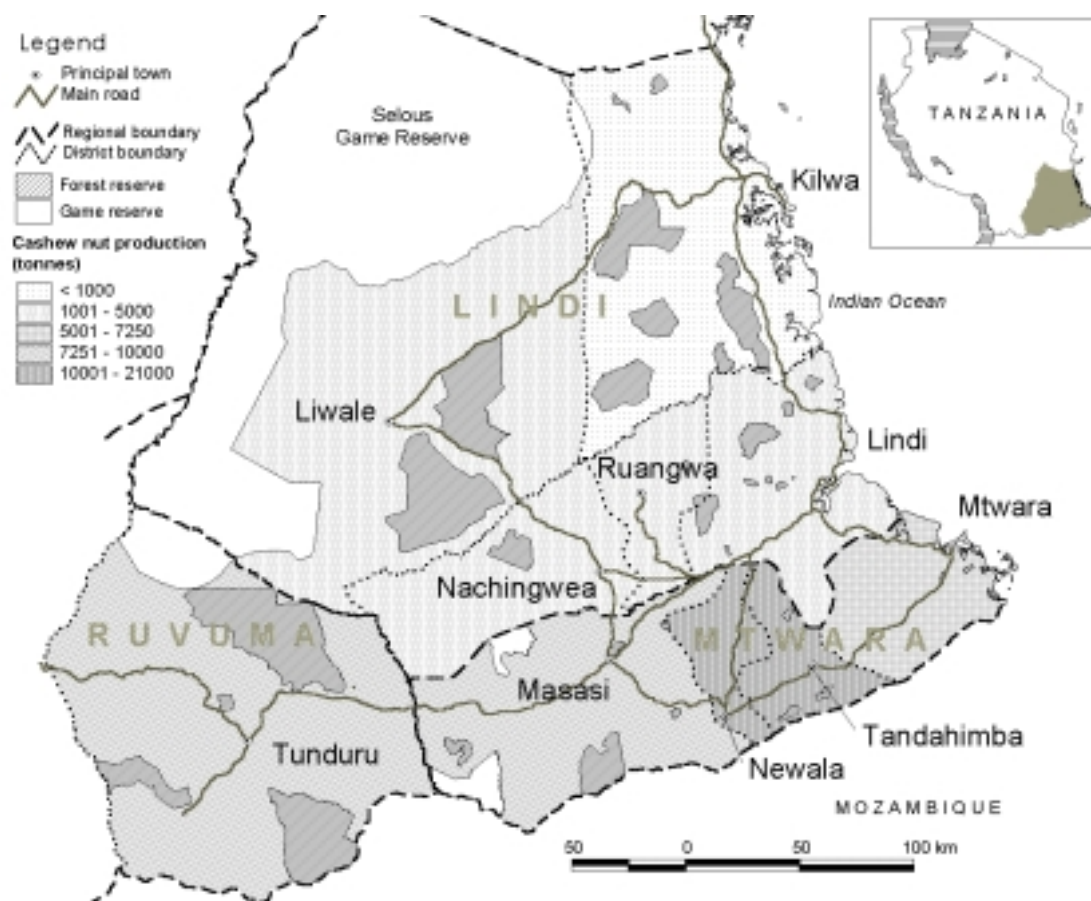 Legend
Principal town
Main road
Regional boundary
District boundary
Forest reserve
Game reserve
Cashew nut production
(tonnes)
< 1000
1001 - 5000
5001 - 7250
7251 - 10000
10001 - 21000
Selous
Game Reserve
TANZANIA
Kilwa
LINDI
Indian Ocean
Liwale
Ruangwa
Lindi
Mtwara
Nachingwea
RUVUMA
MTWARA
Masasi
Tunduru
Tandahimba
Newala
MOZAMBIQUE
50 0 50 100 km